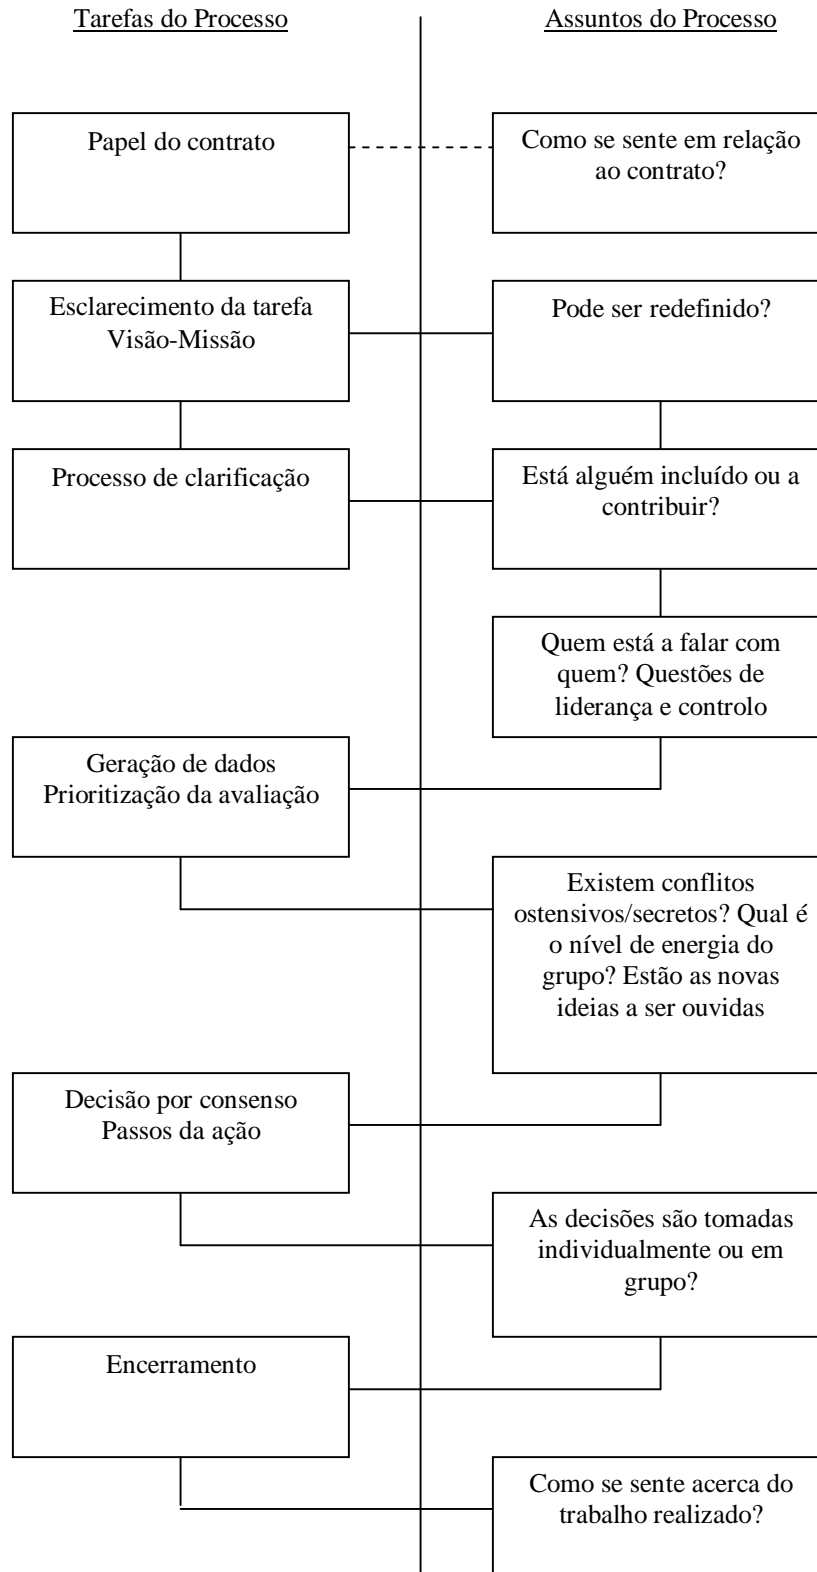 Tarefas do Processo
Assuntos do Processo
Papel do contrato
Como se sente em relação
ao contrato?
Esclarecimento da tarefa
Visão-Missão
Pode ser redefinido?
Processo de clarificação
Está alguém incluído ou a
contribuir?
Quem está a falar com
quem? Questões de
liderança e controlo
Geração de dados
Prioritização da avaliação
Existem conflitos
ostensivos/secretos? Qual é
o nível de energia do
grupo? Estão as novas
ideias a ser ouvidas
Decisão por consenso
Passos da ação
As decisões são tomadas
individualmente ou em
grupo?
Encerramento
Como se sente acerca do
trabalho realizado?